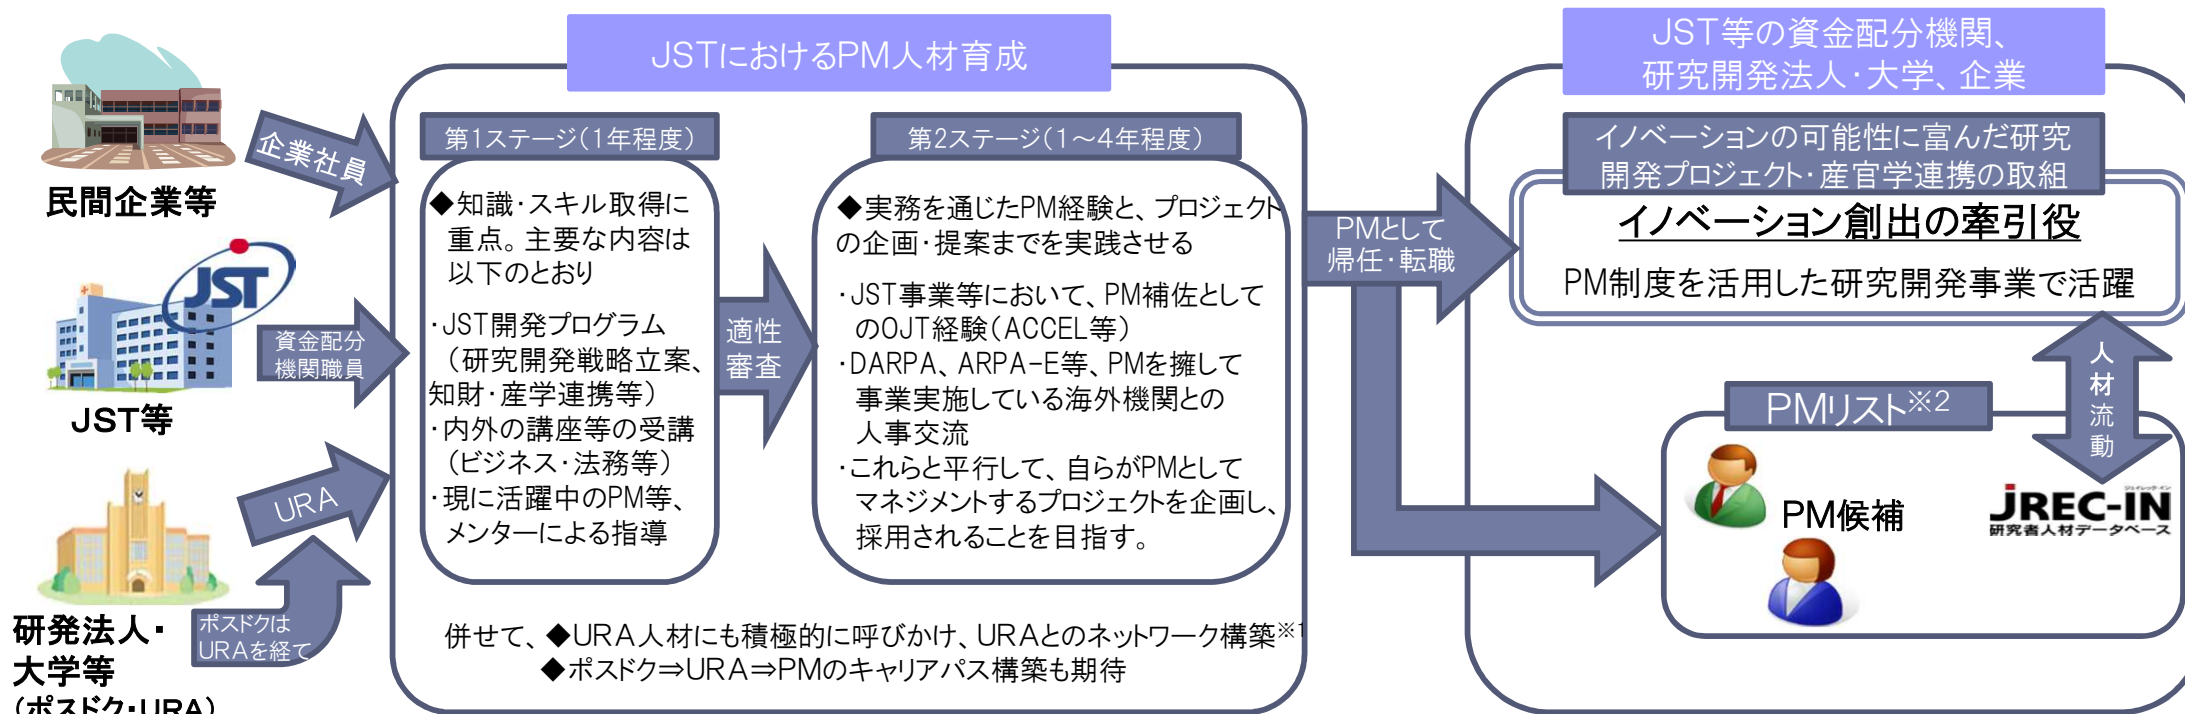 民間企業等
企業社員
JST
JST等
資金配分
機関職員
URA
ポスドクは
URAを経て
研発法人・
大学等
(ポスドク・URA)
JSTにおけるPM人材育成
第1ステージ(1年程度)
◆知識・スキル取得に
重点。主要な内容は
以下のとおり
・JST開発プログラム
(研究開発戦略立案、
知財・産学連携等)
・内外の講座等の受講
(ビジネス・法務等)
・現に活躍中のPM等、
メンターによる指導
適性
審査
第2ステージ(1～4年程度)
◆実務を通じたPM経験と、プロジェクト
の企画・提案までを実践させる
・JST事業等において、PM補佐として
のOJT経験(ACCEL等)
・DARPA、ARPA-E等、PMを擁して
事業実施している海外機関との
人事交流
・これらと平行して、自らがPMとして
マネジメントするプロジェクトを企画し、
採用されることを目指す。
併せて、◆URA人材にも積極的に呼びかけ、URAとのネットワーク構築※1
◆ポスドク⇒URA⇒PMのキャリアパス構築も期待
PMとして
帰任・転職
JST等の資金配分機関、
研究開発法人・大学、企業
イノベーションの可能性に富んだ研究
開発プロジェクト・産官学連携の取組
イノベーション創出の牽引役
PM制度を活用した研究開発事業で活躍
人材流動
PMリスト※2
PM候補
ジェイレック・イン
JREC-IN
研究者人材データベース